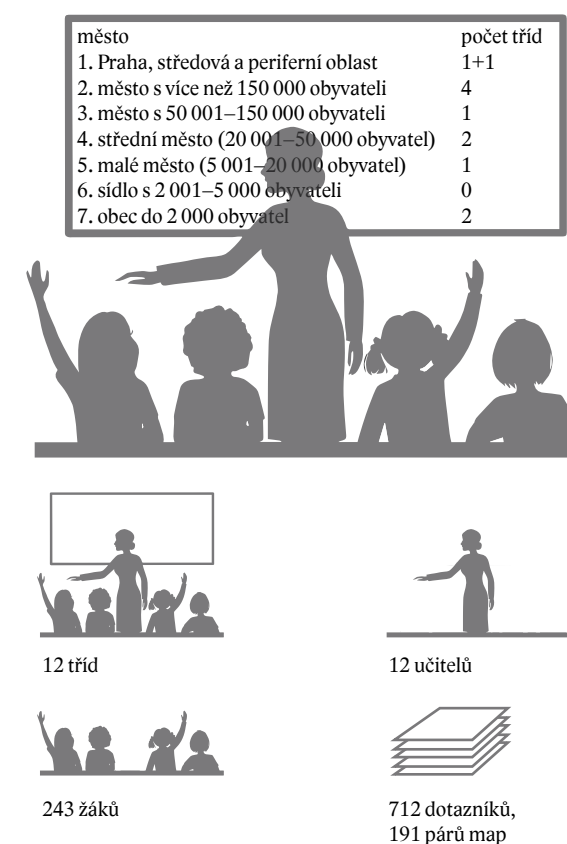 město počet tříd
1. Praha, středová a periferní oblast 1+1
2. město s více než 150 000 obyvateli 4
3. město s 50 001–150 000 obyvateli 1
4. střední město (20 001–50 000 obyvatel) 2
5. malé město (5 001–20 000 obyvatel) 1
6. sídlo s 2 001–5 000 obyvateli 0
7. obec do 2 000 obyvatel 2
12 tříd
12 učitelů
243 žáků
712 dotazníků,
191 párů map